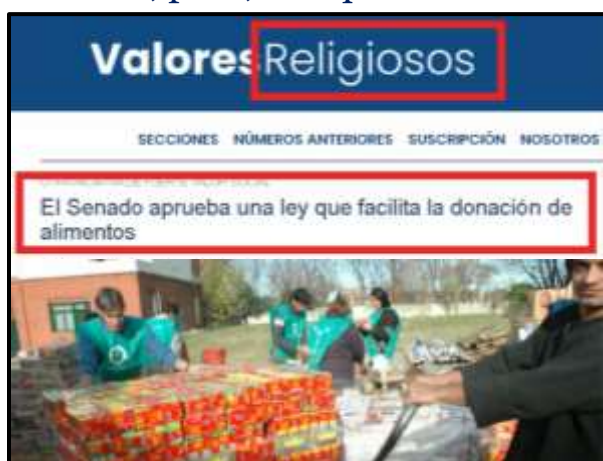 ValoresReligiosos
SECCIONES NÚMEROS ANTERIORES SUSCRIPCIÓN NOSOTROS
El Senado aprueba una ley que facilita la donación de
alimentos